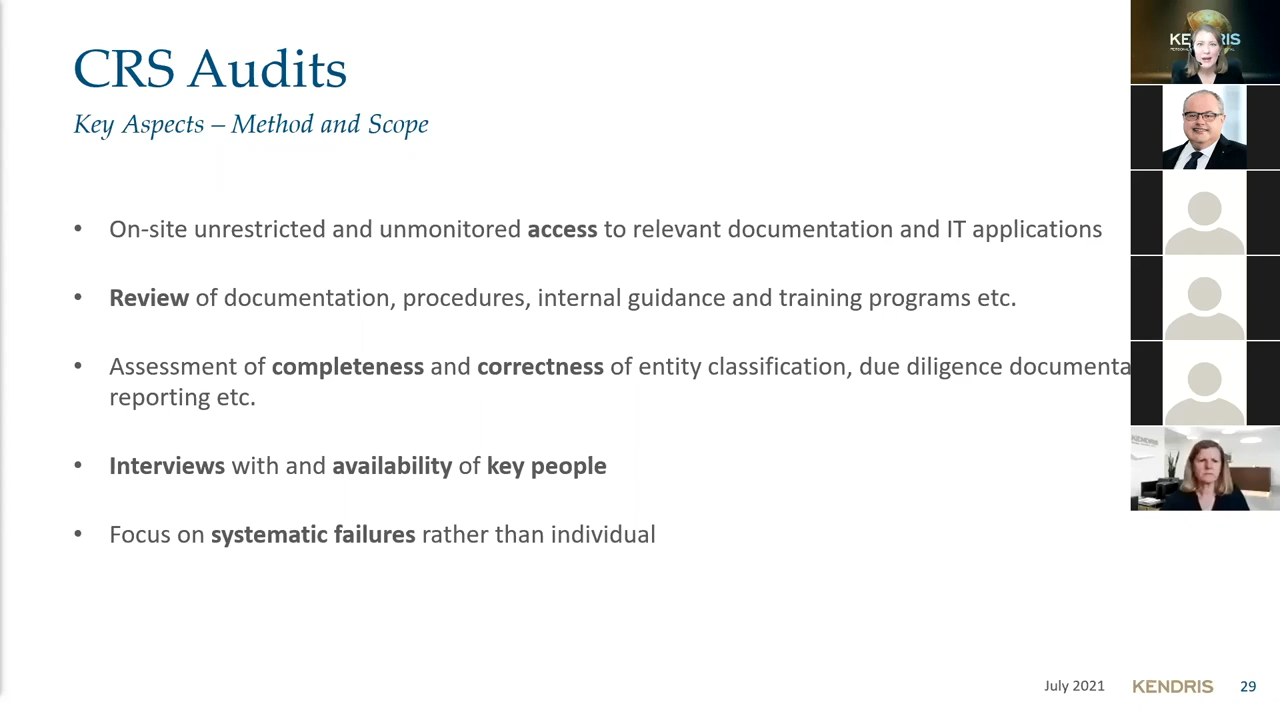 CRS Audits
Key Aspects – Method and Scope
• On-site unrestricted and unmonitored access to relevant documentation and IT applications
• Review of documentation, procedures, internal guidance and training programs etc.
• Assessment of completeness and correctness of entity classification, due diligence documenta
reporting etc.
• Interviews with and availability of key people
• Focus on systematic failures rather than individual
July 2021
KENDRIS
29
KENDRIS